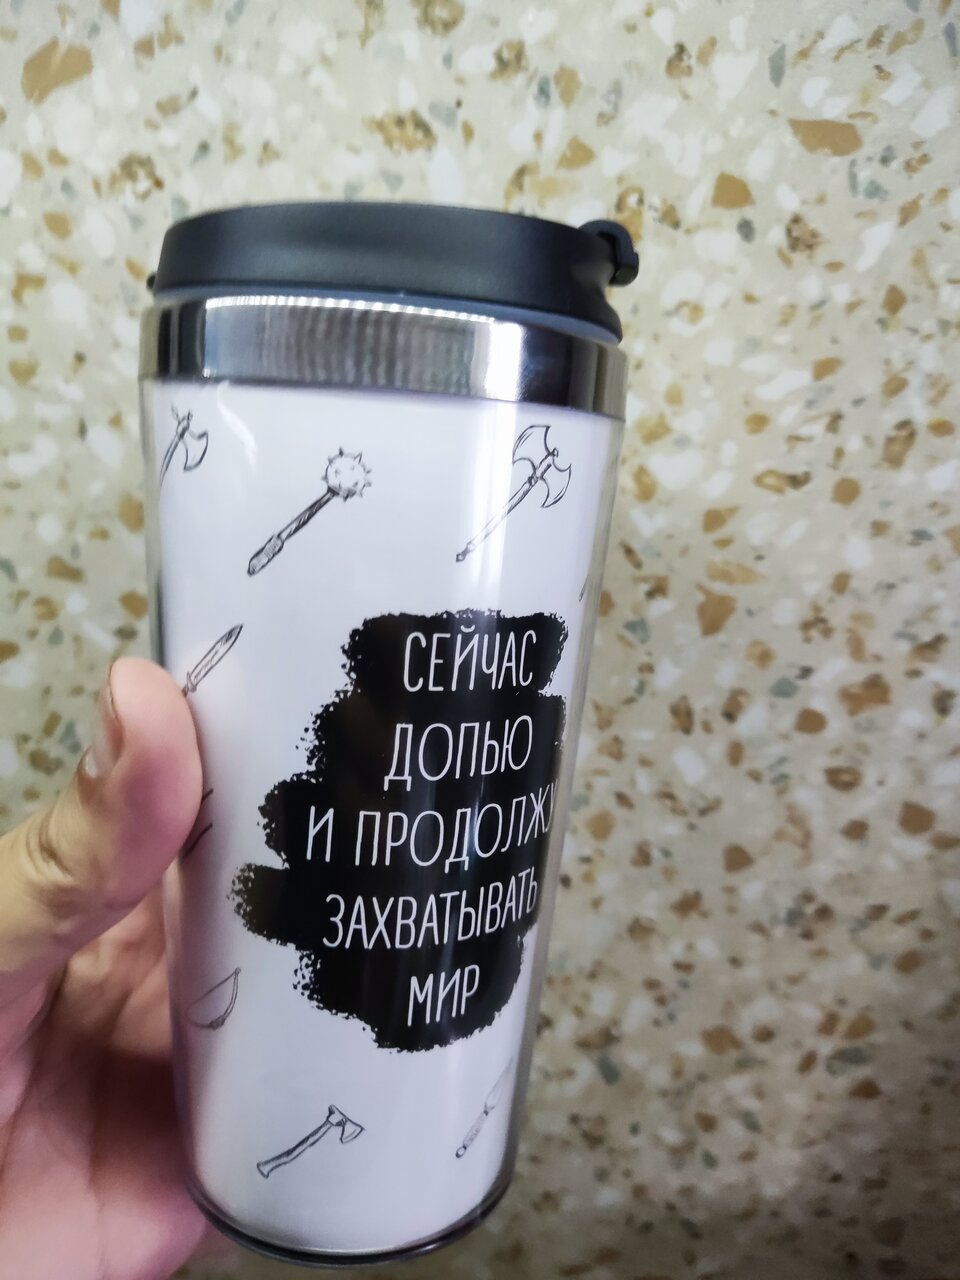 СЕЙЧАС
ДОПЬЮ
И ПРОДОЛЖУ
ЗАХВАТЫВАТЬ
МИР